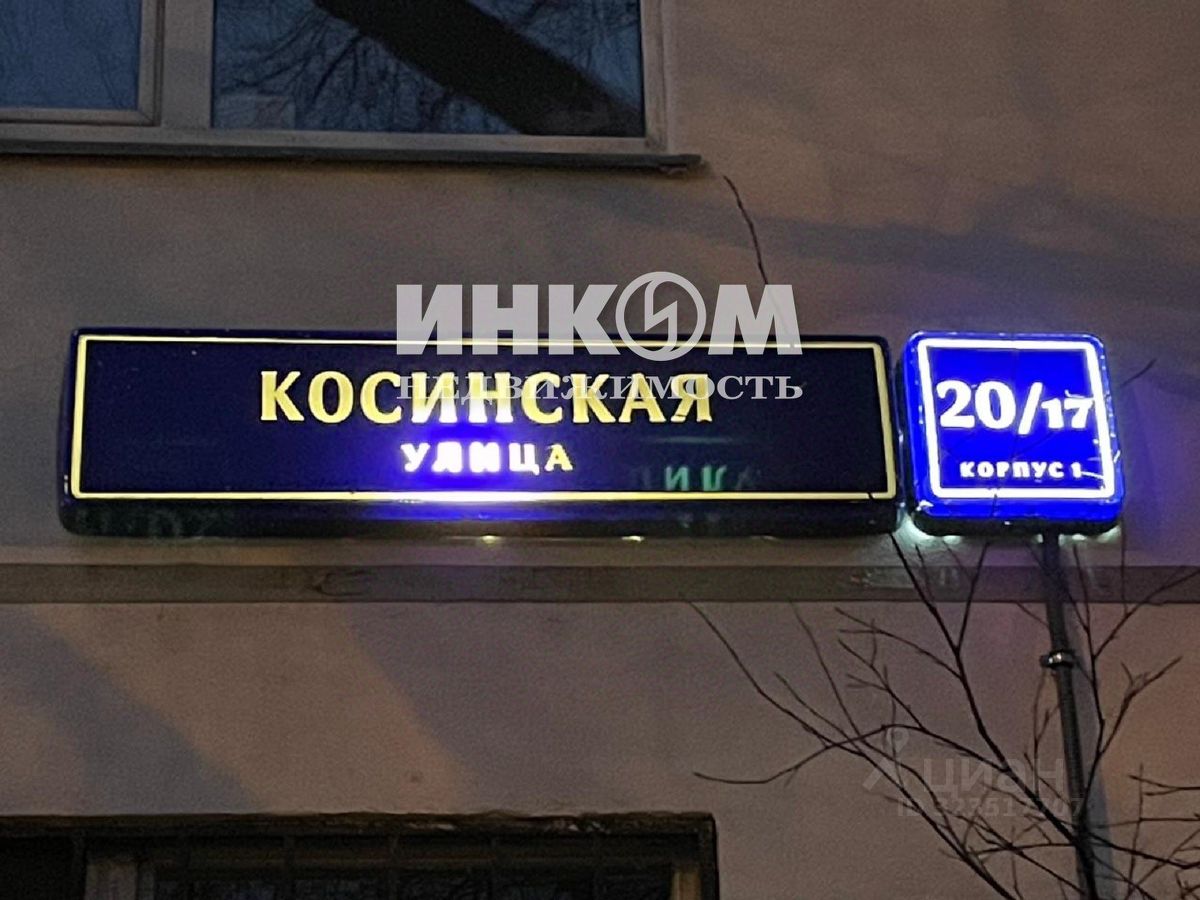 ИНКОМ
НЕДВИЖИМОСТЬ
КОСИНСКАЯ
УЛИЦА
20/17
КОРПУС 1
циан